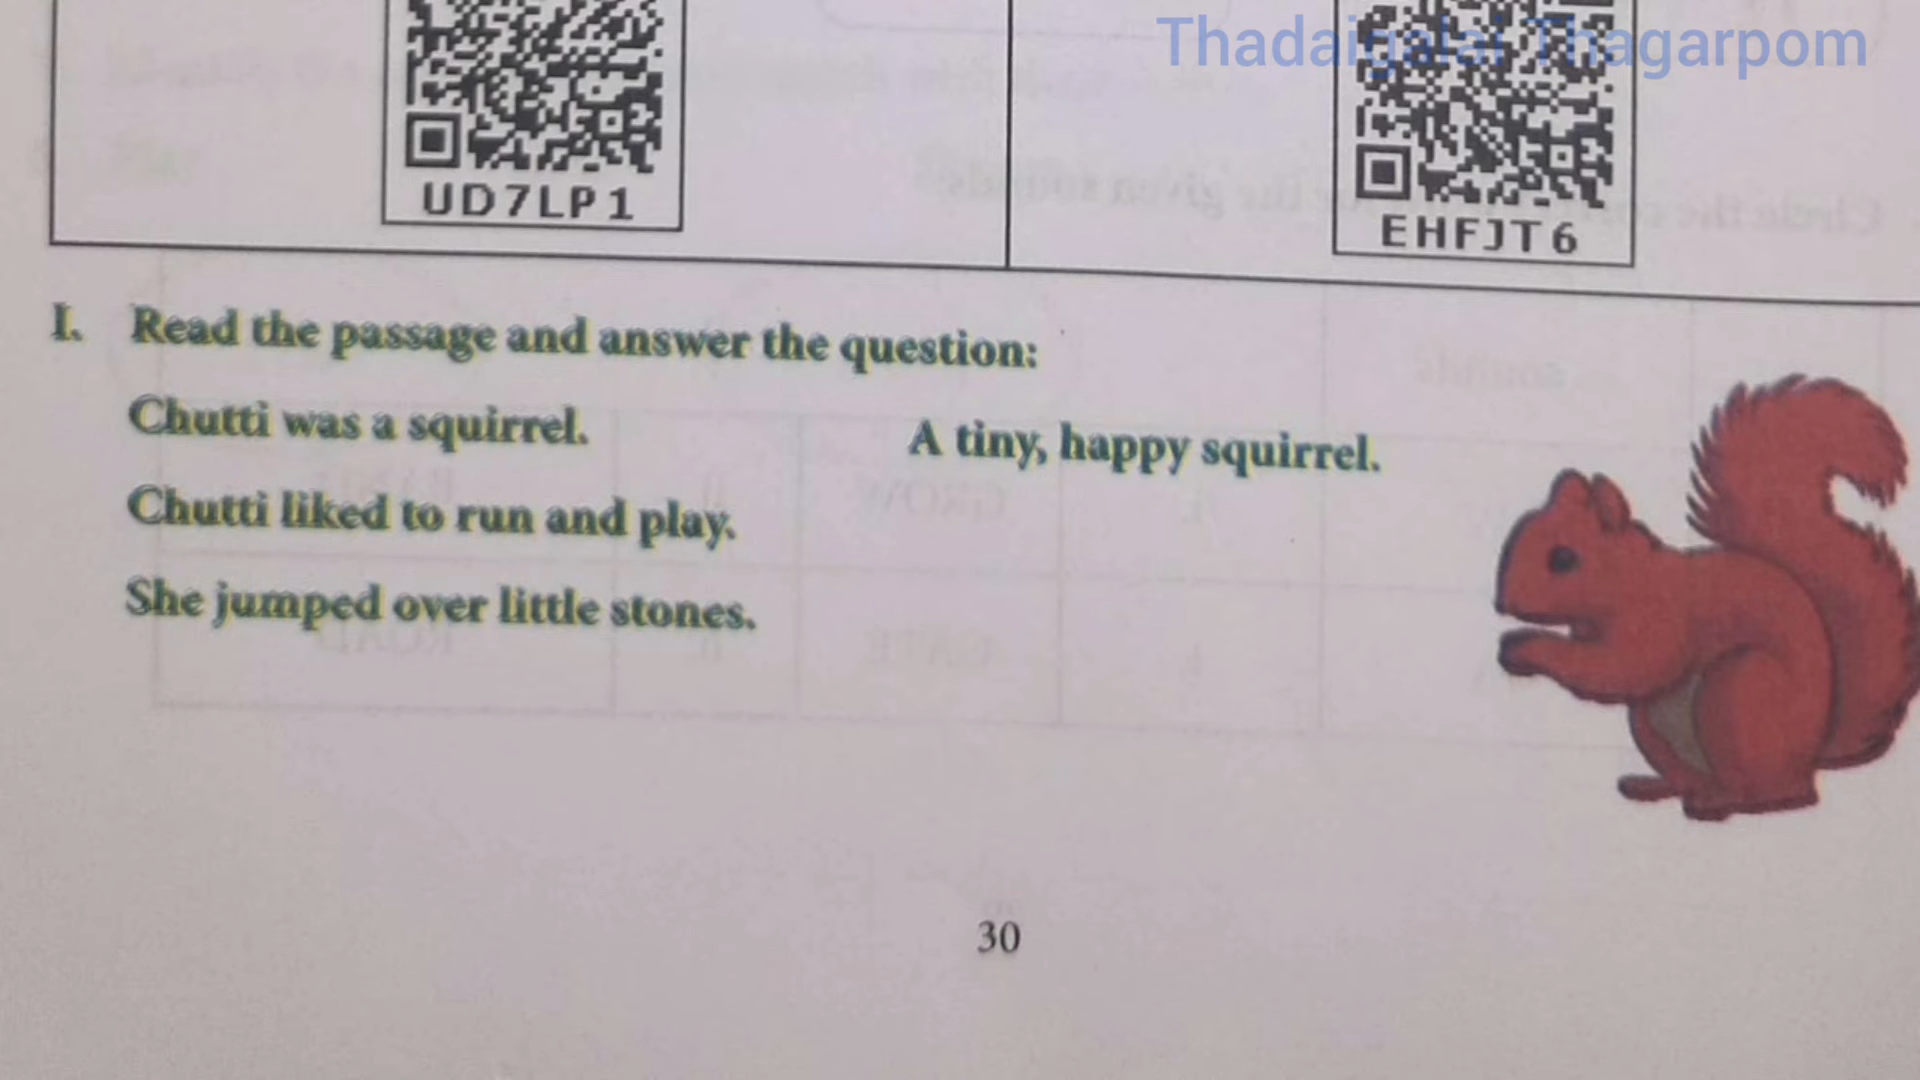 Thadaigalai Thagarpom
UD7LP1
EHFJT6
I. Read the passage and answer the question:
Chutti was a squirrel. A tiny, happy squirrel.
Chutti liked to run and play.
She jumped over little stones.
30